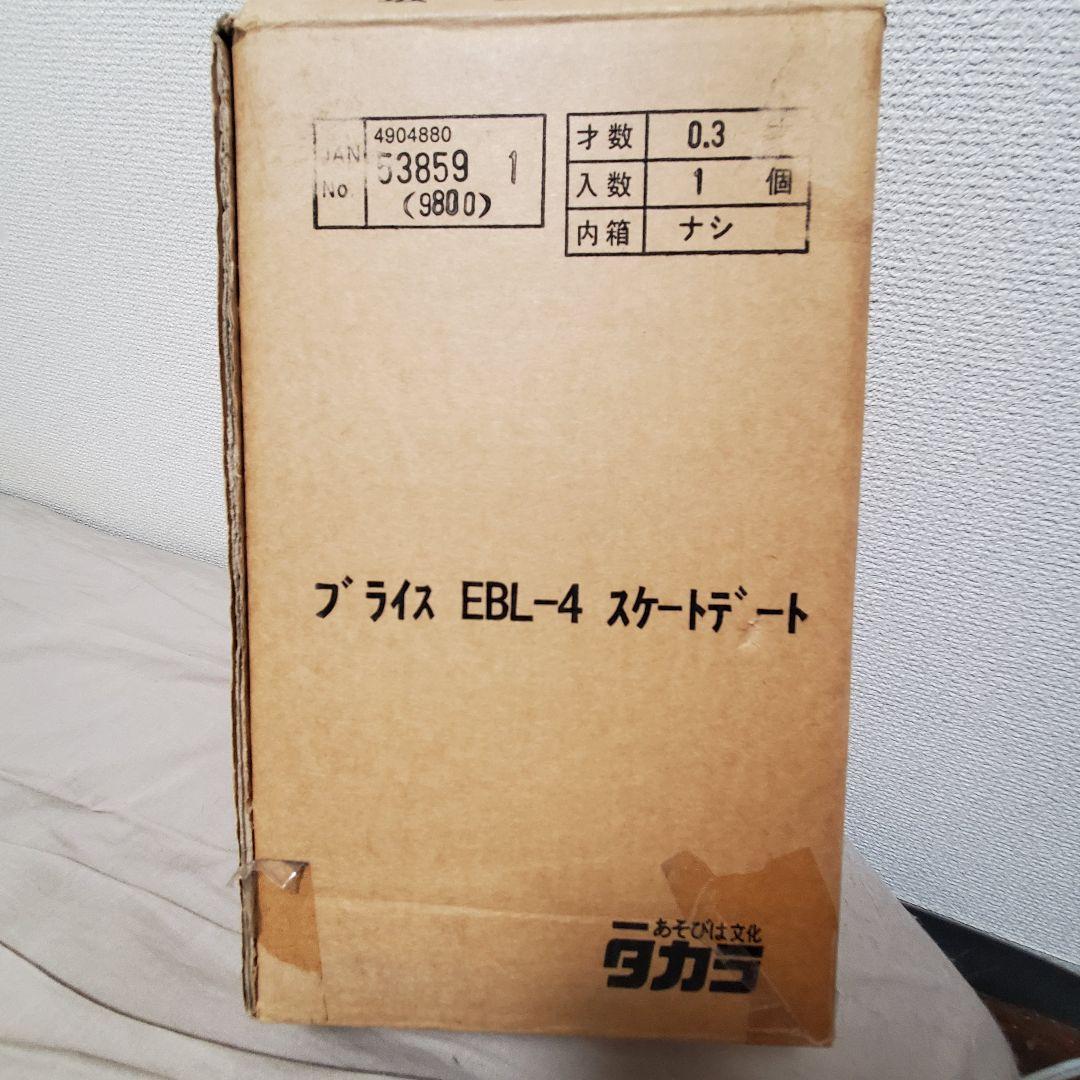 JAN No.
4904880
53859 1
(9800)
才数 0.3
入数 1 個
内箱 ナシ
ブライス EBL-4 スケートデート
あそびは文化
タカラ